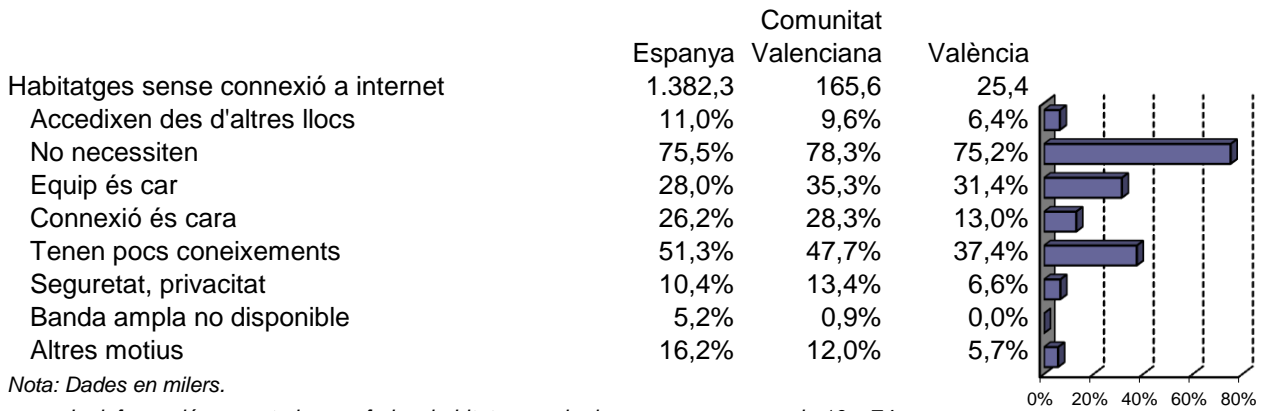 Comunitat
Espanya Valenciana València
Habitatges sense connexió a internet 1.382,3 165,6 25,4
Accedixen des d'altres llocs 11,0% 9,6% 6,4%
No necessiten 75,5% 78,3% 75,2%
Equip és car 28,0% 35,3% 31,4%
Connexió és cara 26,2% 28,3% 13,0%
Tenen pocs coneixements 51,3% 47,7% 37,4%
Seguretat, privacitat 10,4% 13,4% 6,6%
Banda ampla no disponible 5,2% 0,9% 0,0%
Altres motius 16,2% 12,0% 5,7%
Nota: Dades en milers.
0% 20% 40% 60% 80%